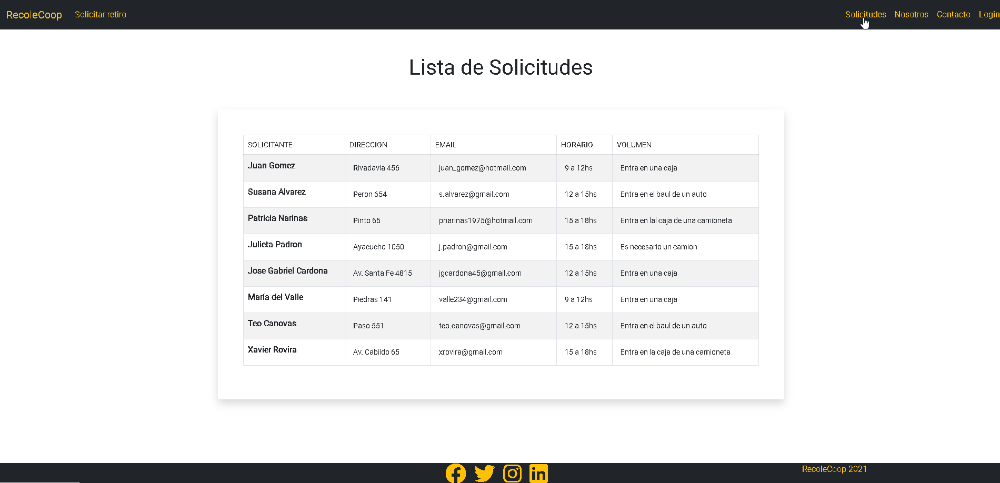 RecoleCoop Solicitar retiro Solicitudes Nosotros Contacto Login
Lista de Solicitudes
SOLICITANTE DIRECCION EMAIL HORARIO VOLUMEN
Juan Gomez Rivadavia 456 juan_gomez@hotmail.com 9 a 12hs Entra en una caja
Susana Alvarez Peron 654 s.alvarez@gmail.com 12 a 15hs Entra en el baul de un auto
Patricia Narinas Pinto 65 pnarinas1975@hotmail.com 15 a 18hs Entra en lal caja de una camioneta
Julieta Padron Ayacucho 1050 j.padron@gmail.com 15 a 18hs Es necesario un camion
Jose Gabriel Cardona Av. Santa Fe 4815 jgcardona45@gmail.com 12 a 15hs Entra en una caja
María del Valle Piedras 141 valle234@gmail.com 9 a 12hs Entra en una caja
Teo Canovas Paso 551 teo.canovas@gmail.com 12 a 15hs Entra en el baul de un auto
Xavier Rovira Av. Cabildo 65 xrovira@gmail.com 15 a 18hs Entra en la caja de una camioneta
RecoleCoop 2021